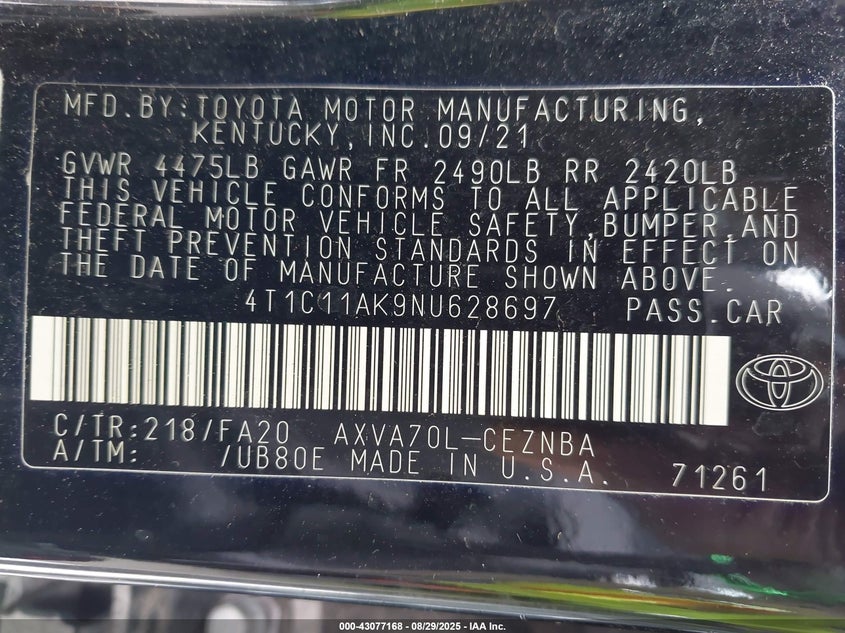 MFD.BY:TOYOTA MOTOR MANUFACTURING,
KENTUCKY,INC.09/21
GVWR 4475LB GAWR FR 2490LB RR 2420LB
THIS VEHICLE CONFORMS TO ALL APPLICABLE
FEDERAL MOTOR VEHICLE SAFETY,BUMPER,AND
THEFT PREVENTION STANDARDS IN EFFECT ON
THE DATE OF MANUFACTURE SHOWN ABOVE.
4T1C11AK9NU628697 PASS.CAR
C/TR:218/FA20 AXVA70L-CEZNBA
A/TM: /UB80E MADE IN U.S.A. 71261
000-43077168 - 08/29/2025 - IAA Inc.